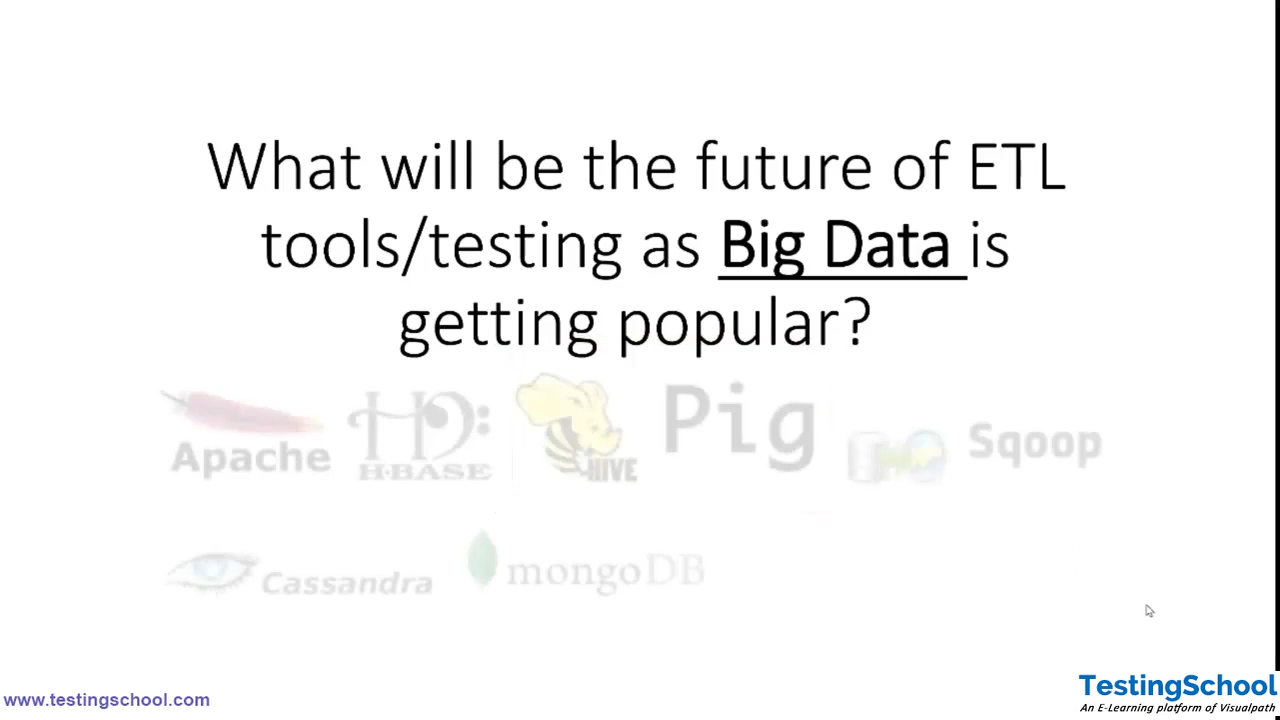 What will be the future of ETL
tools/testing as Big Data is
getting popular?
Apache
H·BASE
HIVE
Pig
Sqoop
Cassandra
mongoDB
www.testingschool.com
TestingSchool
An E-Learning platform of Visualpath